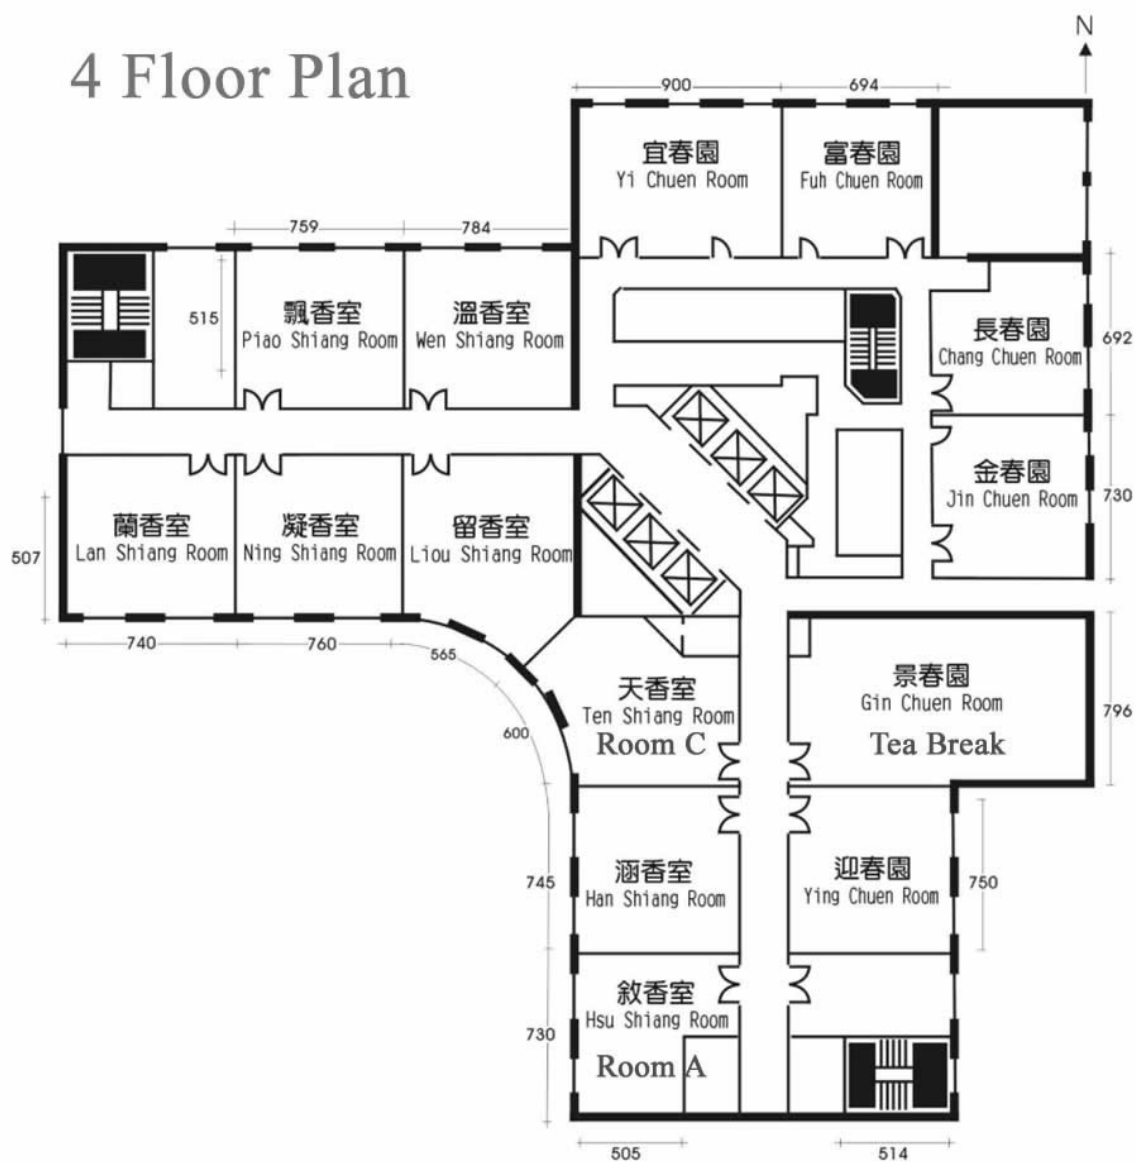 4 Floor Plan
N
900
694
宜春園
Yi Chuen Room
富春園
Fuh Chuen Room
759
784
515
飄香室
Piao Shiang Room
溫香室
Wen Shiang Room
長春園
Chang Chuen Room
692
金春園
Jin Chuen Room
730
507
蘭香室
Lan Shiang Room
凝香室
Ning Shiang Room
留香室
Liou Shiang Room
740
760
565
600
天香室
Ten Shiang Room
Room C
景春園
Gin Chuen Room
Tea Break
796
745
涵香室
Han Shiang Room
迎春園
Ying Chuen Room
750
730
敘香室
Hsu Shiang Room
Room A
505
514